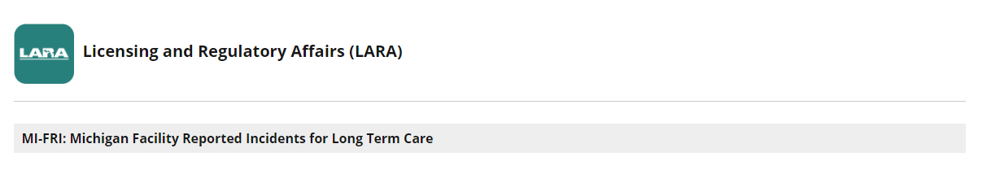 LARA
Licensing and Regulatory Affairs (LARA)
MI-FRI: Michigan Facility Reported Incidents for Long Term Care